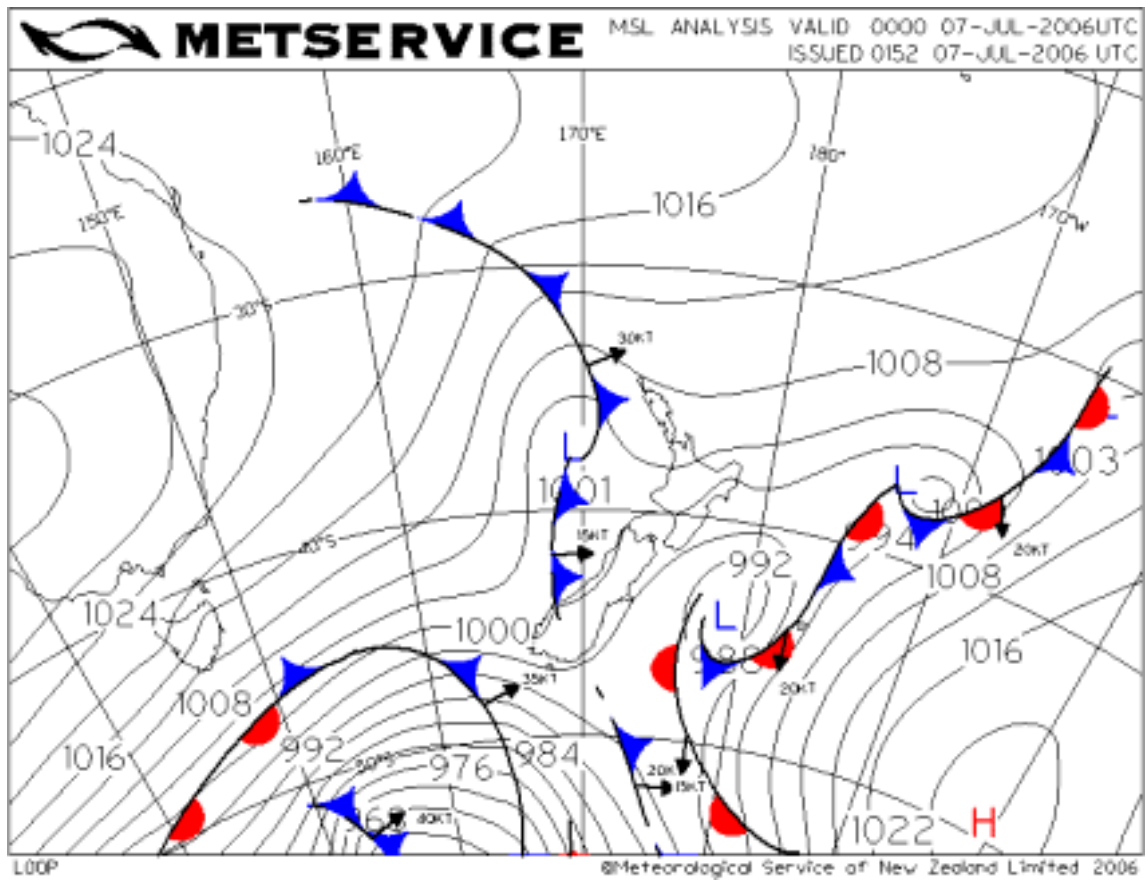 METSERVICE
MSL ANALYSIS VALID 0000 07-JUL-2006UTC
ISSUED 0152 07-JUL-2006 UTC
1024
160°E
170°E
180°
150°E
1016
170°W
30°S
30KT
1008
L
L
1003
1001
15KT
40°S
20KT
992
1008
1024
L
1000
988
1016
35KT
20KT
1008
992
1016
50°S
976
984
20KT
15KT
H
40KT
1022
LOOP
©Meteorological Service of New Zealand Limited 2006